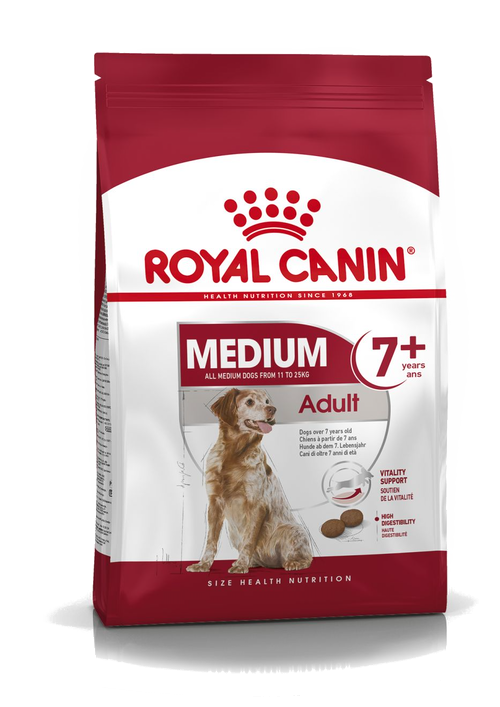 ROYAL CANIN®
HEALTH NUTRITION SINCE 1968
MEDIUM
ALL MEDIUM DOGS FROM 11 TO 25KG
7+
years
ans
Adult
Dogs over 7 years old
Chiens à partir de 7 ans
Hunde ab dem 7. Lebensjahr
Cani di oltre 7 anni di età
VITALITY
SUPPORT
SOUTIEN
DE LA VITALITÉ
HIGH
DIGESTIBILITY
HAUTE
DIGESTIBILITÉ
SIZE HEALTH NUTRITION